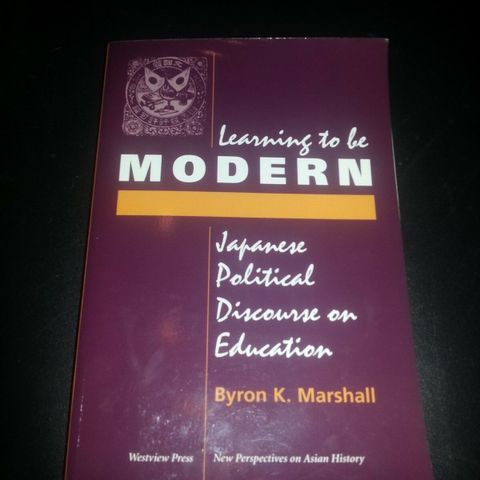 Learning to be
MODERN
Japanese
Political
Discourse on
Education
Byron K. Marshall
Westview Press New Perspectives on Asian History